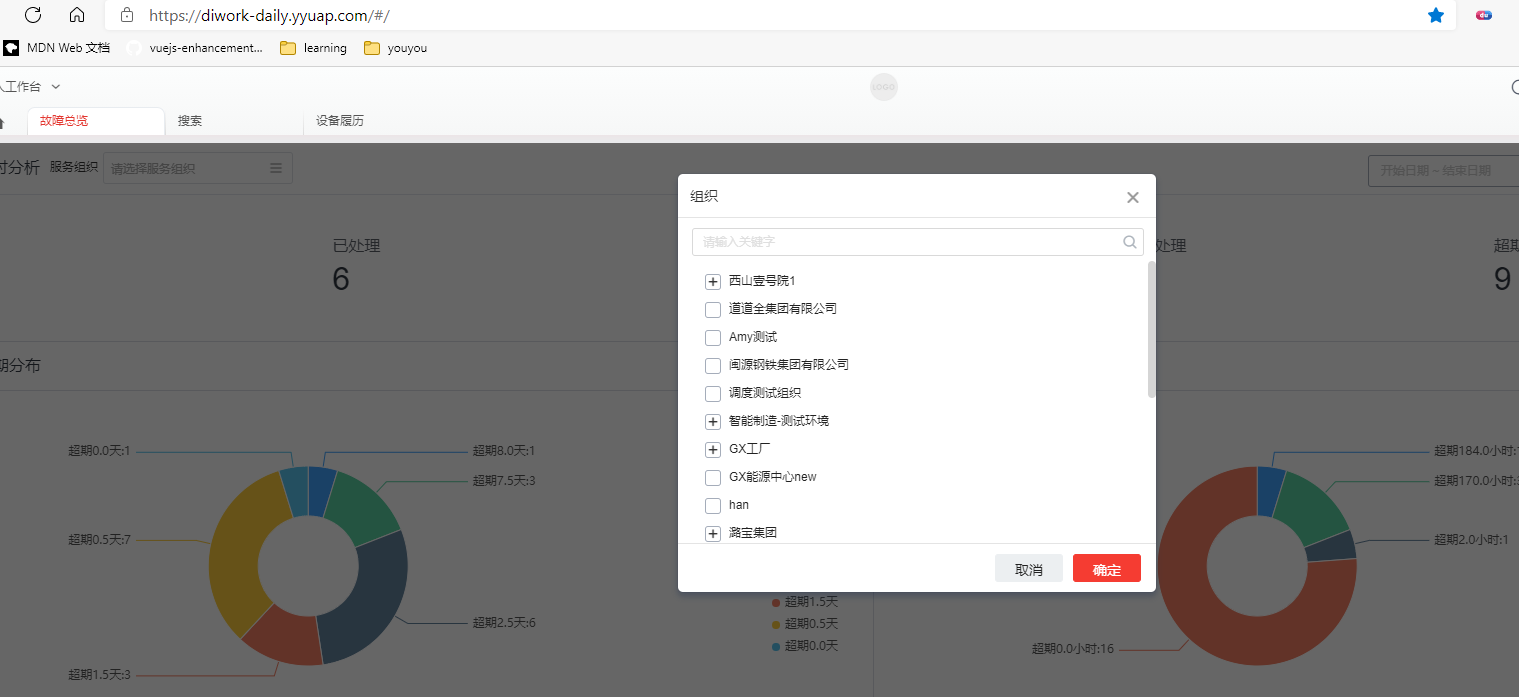 https://diwork-daily.yyuap.com/#/
MDN Web 文档 vuejs-enhancement... learning youyou
人工作台
LOGO
故障总览 搜索 设备履历
时分析 服务组织 请选择服务组织 开始日期 ~ 结束日期
组织
请输入关键字
已处理 处理 超期
6 9
西山壹号院1
道道全集团有限公司
Amy测试
闽源钢铁集团有限公司
期分布
调度测试组织
智能制造-测试环境
GX工厂
GX能源中心new
han
潞宝集团
取消 确定
超期0.0天:1 超期8.0天:1
超期7.5天:3
超期0.5天:7
超期2.5天:6
超期1.5天:3
超期1.5天
超期0.5天
超期0.0天
超期184.0小时:1
超期170.0小时:3
超期2.0小时:1
超期0.0小时:16